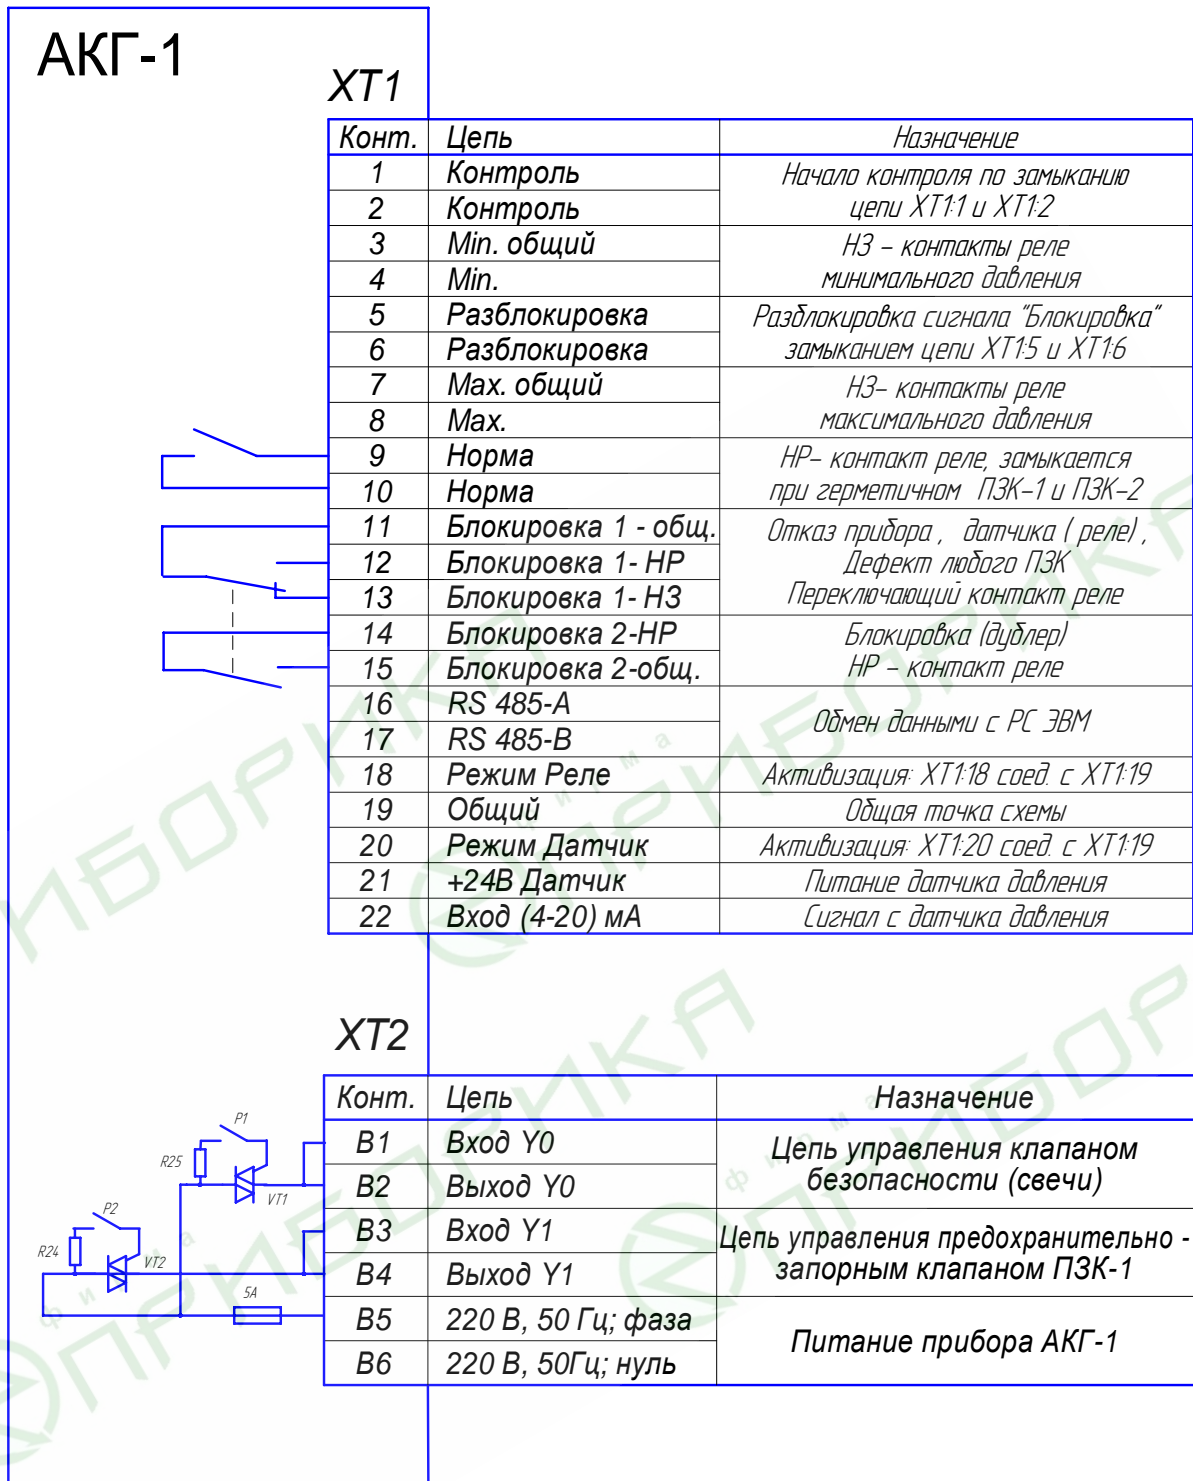 АКГ-1
XT1
Конт. Цепь Назначение
1 Контроль Начало контроля по замыканию
2 Контроль цепи XT1:1 и XT1:2
3 Min. общий НЗ – контакты реле
4 Min. минимального давления
5 Разблокировка Разблокировка сигнала "Блокировка"
6 Разблокировка замыканием цепи XT1:5 и XT1:6
7 Max. общий НЗ– контакты реле
8 Max. максимального давления
9 Норма НР– контакт реле, замыкается
10 Норма при герметичном ПЗК–1 и ПЗК–2
11 Блокировка 1 - общ. Отказ прибора , датчика ( реле) ,
12 Блокировка 1- НР Дефект любого ПЗК
13 Блокировка 1- НЗ Переключающий контакт реле
14 Блокировка 2-НР Блокировка (дублер)
15 Блокировка 2-общ. НР – контакт реле
16 RS 485-A
Обмен данными с PC ЭВМ
17 RS 485-B
18 Режим Реле Активизация: XT1:18 соед. с XT1:19
19 Общий Общая точка схемы
20 Режим Датчик Активизация: XT1:20 соед. с XT1:19
21 +24В Датчик Питание датчика давления
22 Вход (4-20) мА Сигнал с датчика давления
XT2
Конт. Цепь Назначение
P1
R25
VT1
P2
R24
VT2
5A
B1 Вход Y0 Цепь управления клапаном
B2 Выход Y0 безопасности (свечи)
B3 Вход Y1 Цепь управления предохранительно -
B4 Выход Y1 запорным клапаном ПЗК-1
B5 220 В, 50 Гц; фаза
Питание прибора АКГ-1
B6 220 В, 50Гц; нуль
фирма
ПРИБОРИКА